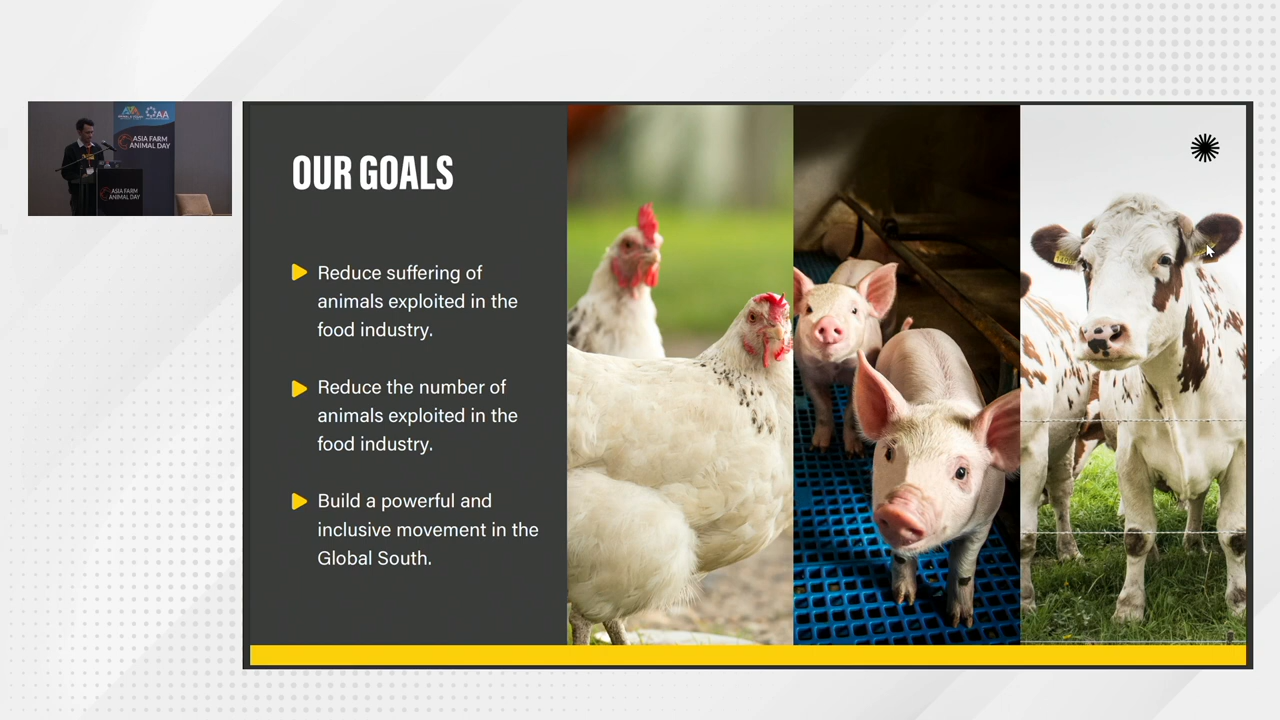 AA
ASIA FARM
ANIMAL DAY
ASIA FARM
ANIMAL DAY
OUR GOALS
Reduce suffering of
animals exploited in the
food industry.
Reduce the number of
animals exploited in the
food industry.
Build a powerful and
inclusive movement in the
Global South.